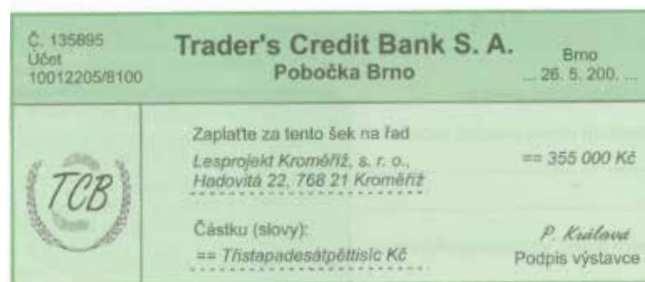 Č. 135895
Účet
10012205/8100
Trader's Credit Bank S. A.
Pobočka Brno
Brno
... 26. 5. 200. ...
TCB
Zaplaťte za tento šek na řad
Lesprojekt Kroměříž, s. r. o.,
Hadovitá 22, 768 21 Kroměříž
== 355 000 Kč
Částku (slovy):
== Třistapadesátpěttisíc Kč
P. Králová
Podpis výstavce